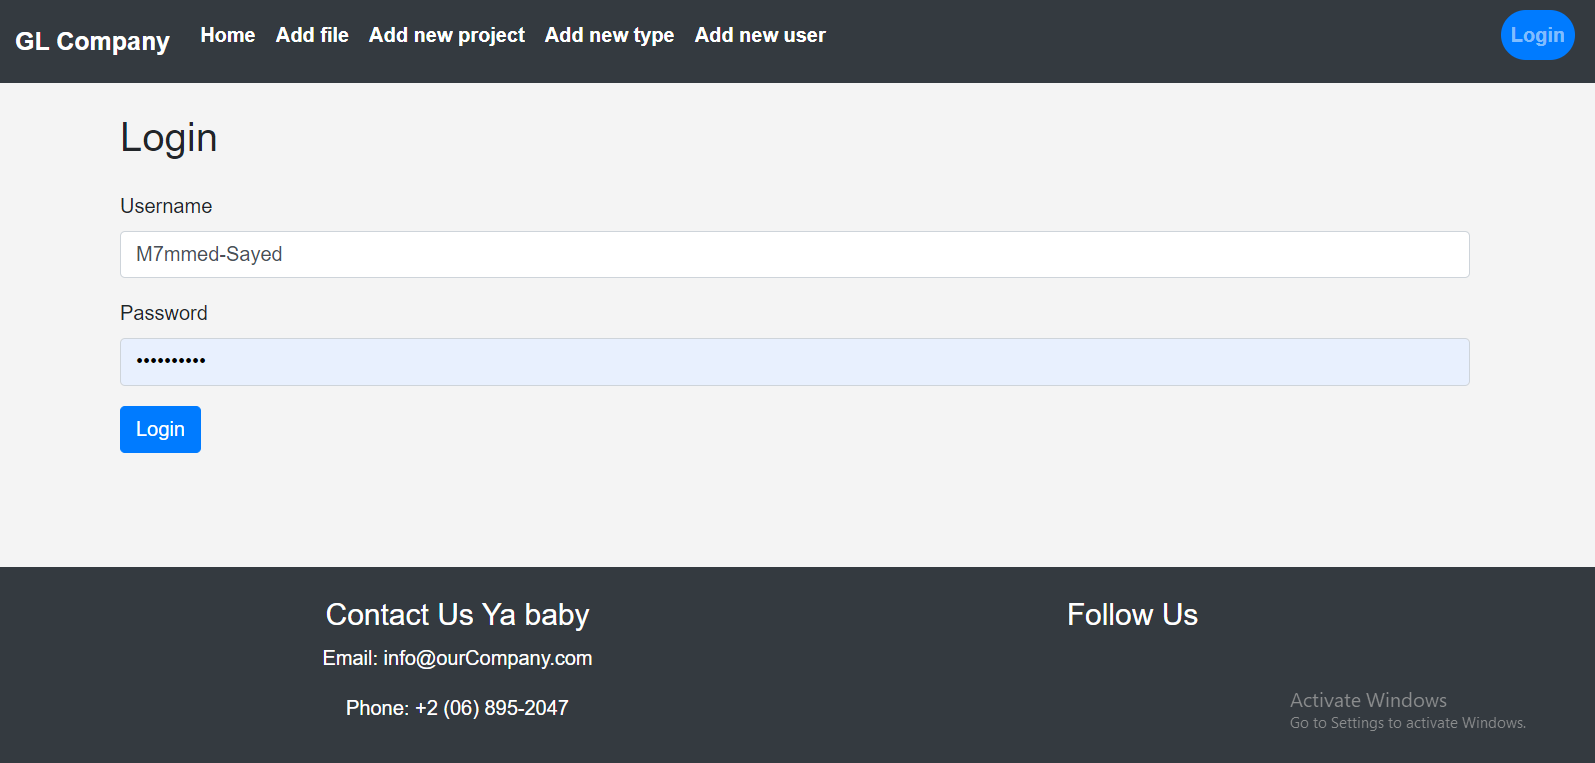 GL Company Home Add file Add new project Add new type Add new user Login
Login
Username
M7mmed-Sayed
Password
••••••••••
Login
Contact Us Ya baby
Email: info@ourCompany.com
Phone: +2 (06) 895-2047
Follow Us
Activate Windows
Go to Settings to activate Windows.